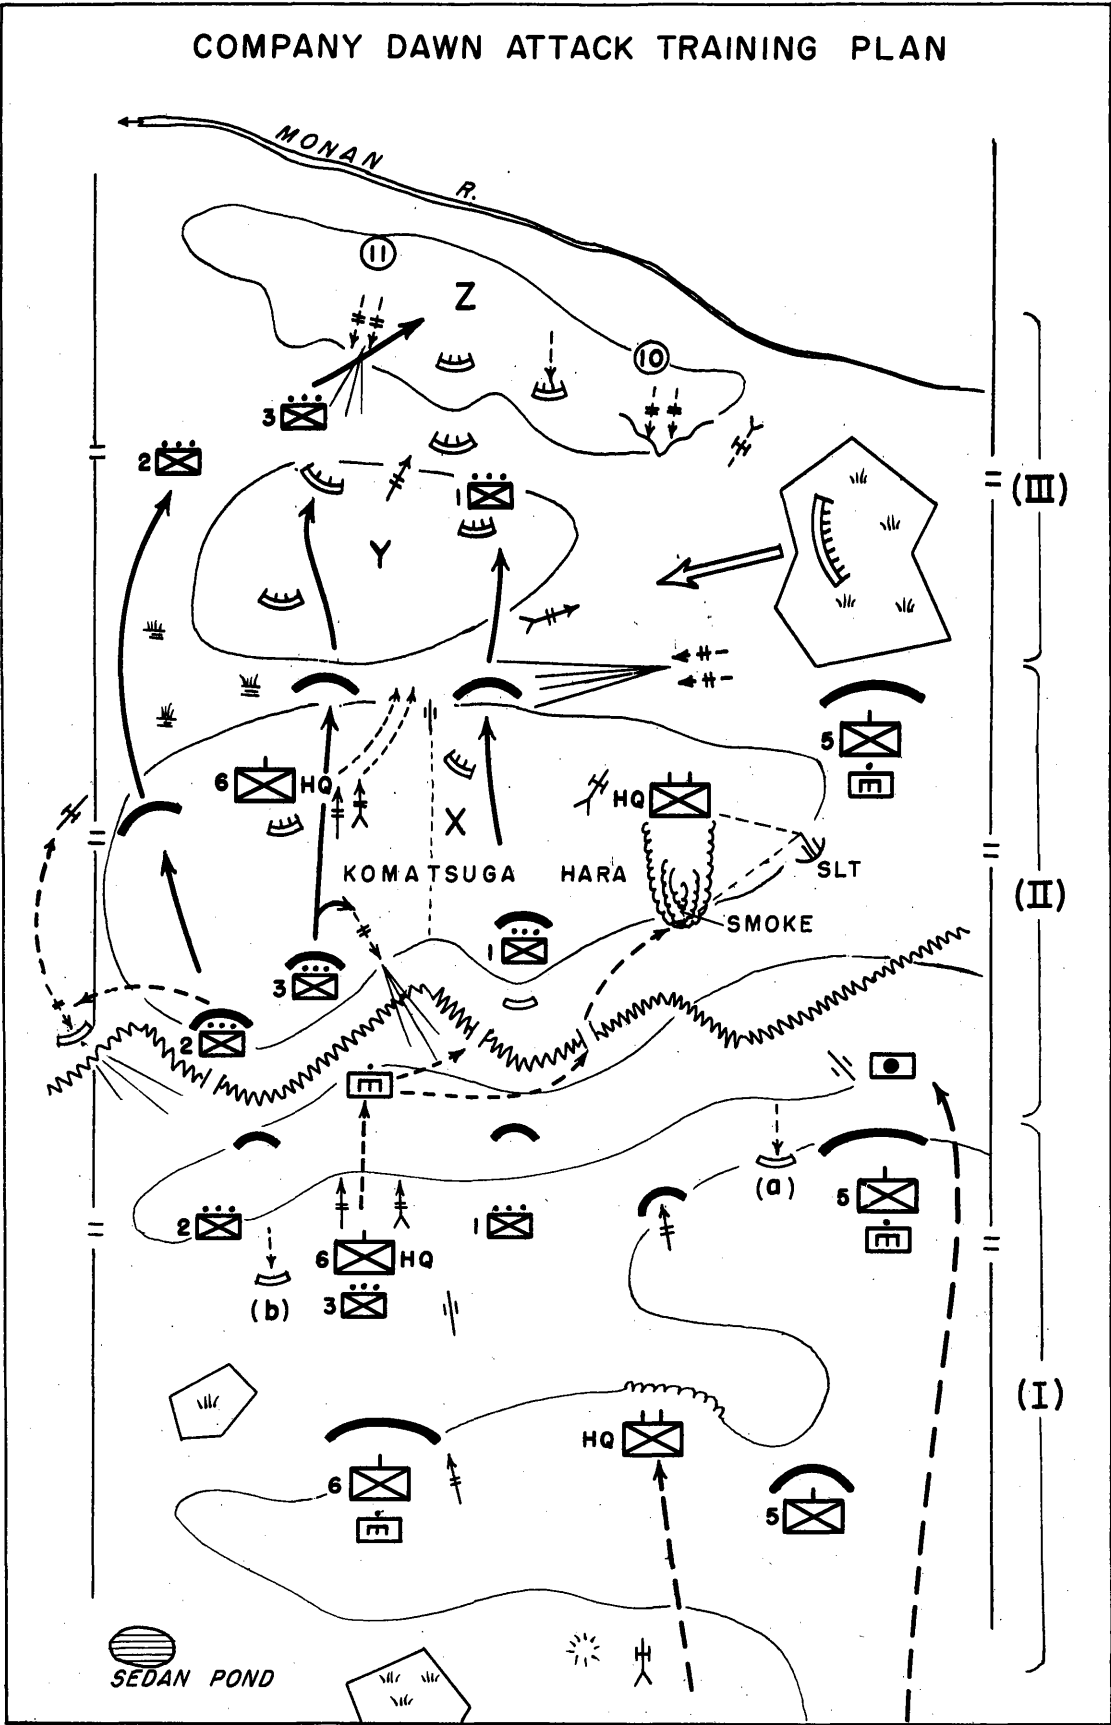 COMPANY DAWN ATTACK TRAINING PLAN
MONAN R.
11
Z
10
3
2
1
(III)
Y
5
6 HQ
HQ
X
SLT
KOMATSUGA HARA
(II)
SMOKE
1
3
2
(a)
5
2
6 HQ
1
(b)
3
(I)
HQ
6
5
SEDAN POND